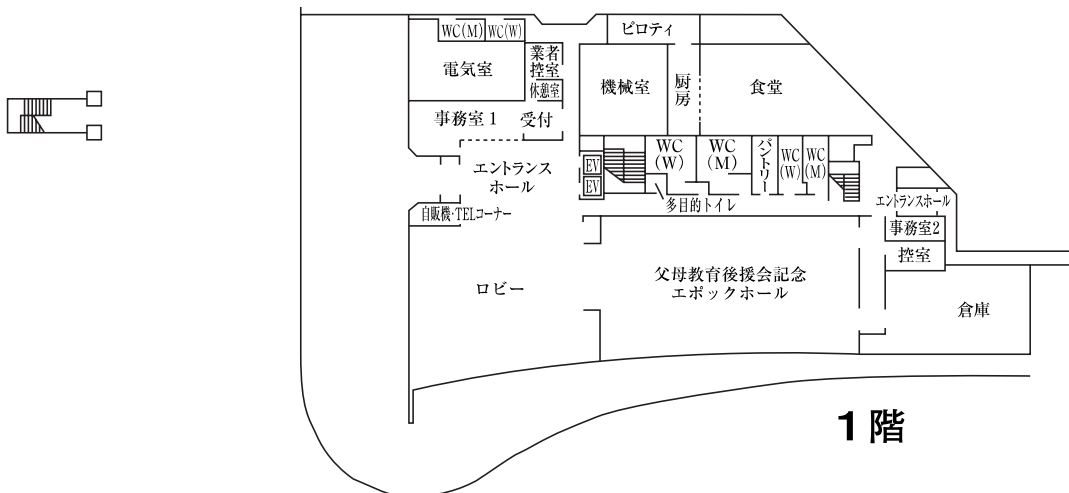 ピロティ
WC(M)
WC(W)
業者
控室
電気室
休憩室
機械室
厨房
食堂
事務室1
受付
WC
(W)
WC
(M)
パントリー
WC
(W)
WC
(M)
エントランス
ホール
EV
EV
多目的トイレ
エントランスホール
自販機・TELコーナー
事務室2
控室
父母教育後援会記念
エポックホール
ロビー
倉庫
1階